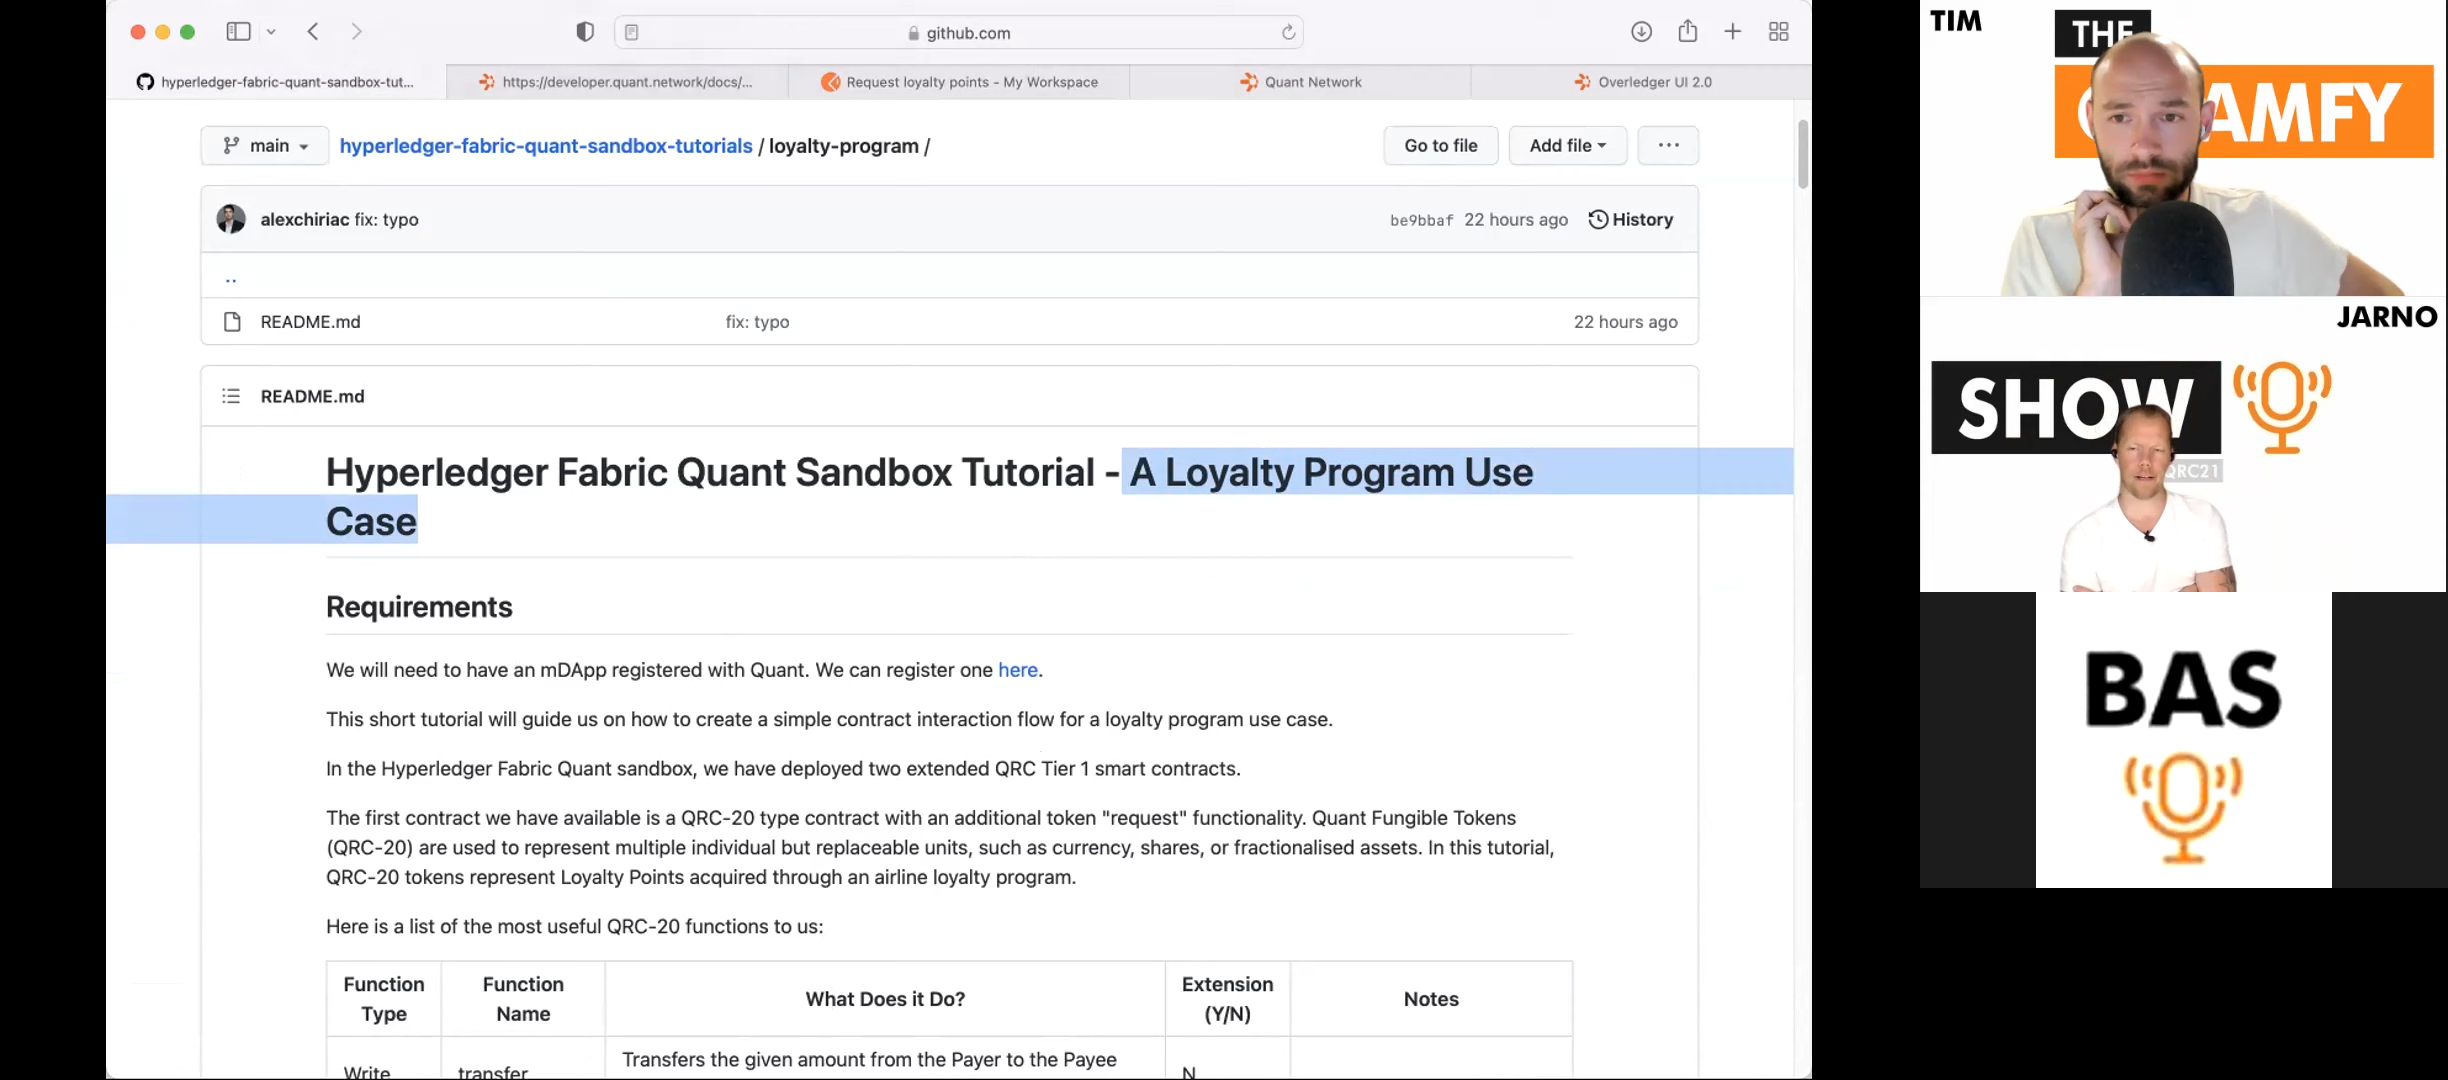 github.com
hyperledger-fabric-quant-sandbox-tut...
https://developer.quant.network/docs/...
Request loyalty points - My Workspace
Quant Network
Overledger UI 2.0
main
hyperledger-fabric-quant-sandbox-tutorials / loyalty-program /
Go to file
Add file
alexchiriac fix: typo
be9bbaf 22 hours ago
History
..
README.md
fix: typo
22 hours ago
README.md
Hyperledger Fabric Quant Sandbox Tutorial - A Loyalty Program Use
Case
Requirements
We will need to have an mDApp registered with Quant. We can register one here.
This short tutorial will guide us on how to create a simple contract interaction flow for a loyalty program use case.
In the Hyperledger Fabric Quant sandbox, we have deployed two extended QRC Tier 1 smart contracts.
The first contract we have available is a QRC-20 type contract with an additional token "request" functionality. Quant Fungible Tokens
(QRC-20) are used to represent multiple individual but replaceable units, such as currency, shares, or fractionalised assets. In this tutorial,
QRC-20 tokens represent Loyalty Points acquired through an airline loyalty program.
Here is a list of the most useful QRC-20 functions to us:
Function
Type
Function
Name
What Does it Do?
Extension
(Y/N)
Notes
Write
transfer
Transfers the given amount from the Payer to the Payee
N
TIM
THE
AMFY
JARNO
SHOW
QRC21
BAS